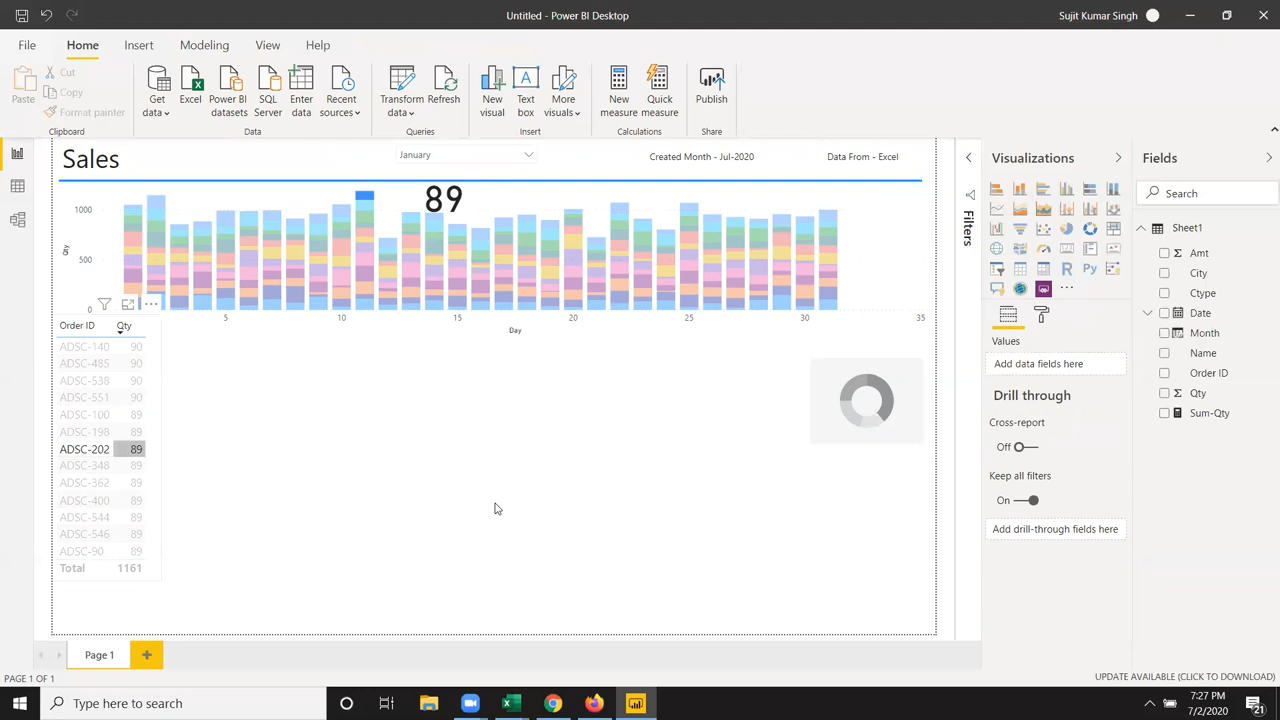 Untitled - Power BI Desktop
Sujit Kumar Singh
File Home Insert Modeling View Help
Paste
Cut
Copy
Format painter
Clipboard
Get data
Excel
Power BI datasets
SQL Server
Enter data
Recent sources
Data
Transform data
Refresh
Queries
New visual
Text box
More visuals
Insert
New measure
Quick measure
Calculations
Publish
Share
Sales
January
Created Month - Jul-2020
Data From - Excel
89
1000
500
0
Qty
5 10 15 20 25 30 35
Day
Order ID Qty
ADSC-140 90
ADSC-485 90
ADSC-538 90
ADSC-551 90
ADSC-100 89
ADSC-198 89
ADSC-202 89
ADSC-348 89
ADSC-362 89
ADSC-400 89
ADSC-544 89
ADSC-546 89
ADSC-90 89
Total 1161
Filters
Visualizations
R Py
Values
Add data fields here
Drill through
Cross-report
Off
Keep all filters
On
Add drill-through fields here
Fields
Search
Sheet1
Amt
City
Ctype
Date
Month
Name
Order ID
Qty
Sum-Qty
Page 1
PAGE 1 OF 1
UPDATE AVAILABLE (CLICK TO DOWNLOAD)
Type here to search
7:27 PM
7/2/2020
21